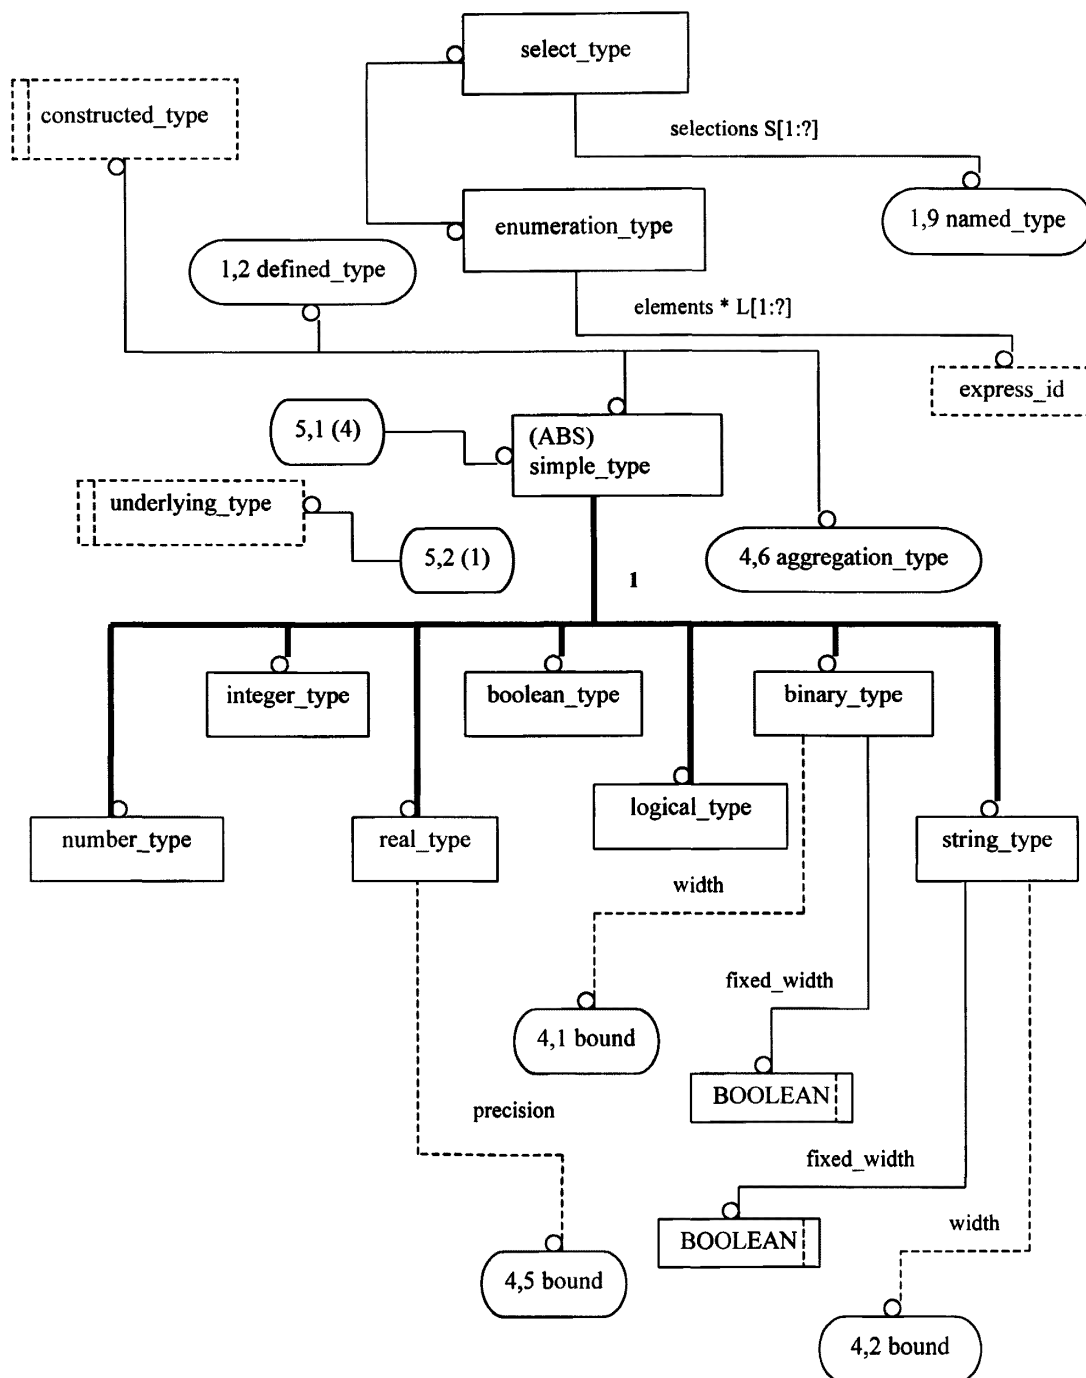 select_type
constructed_type
selections S[1:?]
1,9 named_type
enumeration_type
1,2 defined_type
elements * L[1:?]
express_id
5,1 (4)
(ABS)
simple_type
underlying_type
5,2 (1)
4,6 aggregation_type
1
integer_type
boolean_type
binary_type
logical_type
number_type
real_type
string_type
width
fixed_width
4,1 bound
BOOLEAN
precision
fixed_width
width
BOOLEAN
4,5 bound
4,2 bound